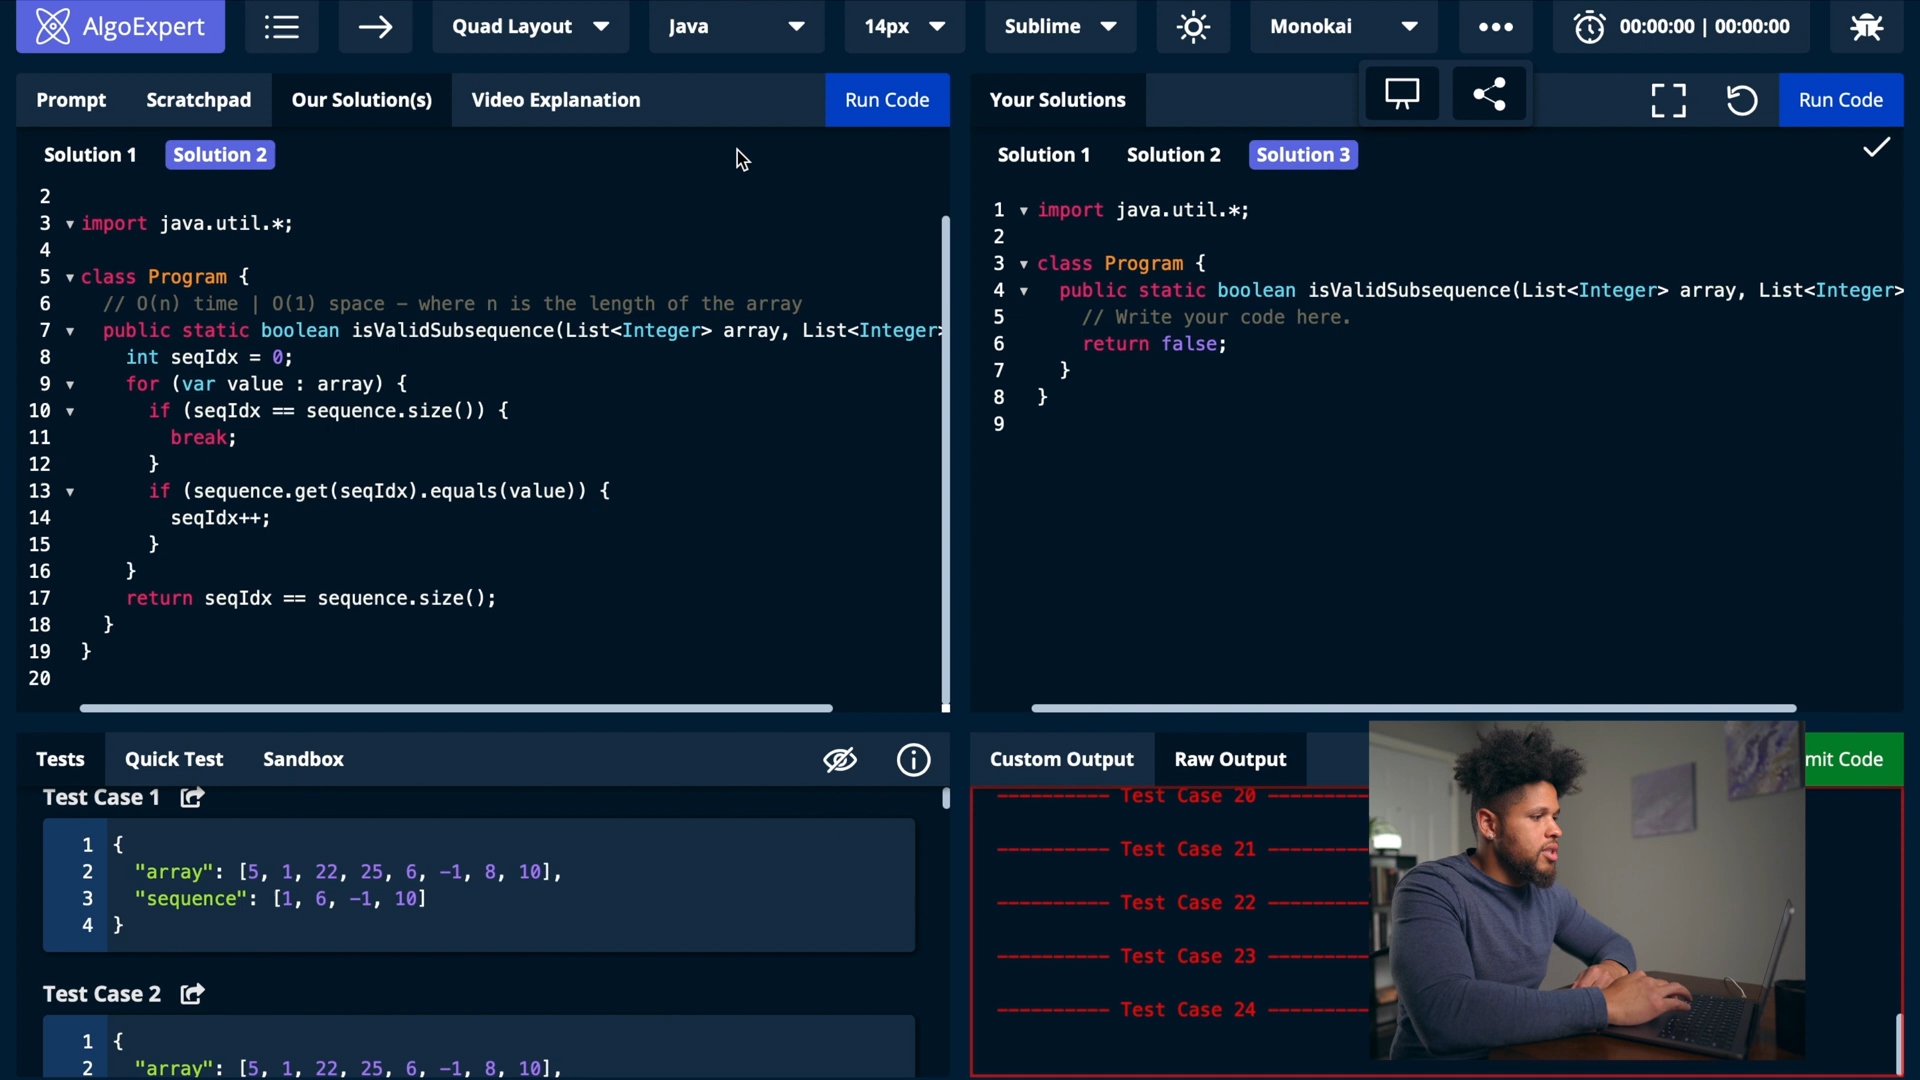 AlgoExpert
Quad Layout
Java
14px
Sublime
Monokai
00:00:00 | 00:00:00
Prompt
Scratchpad
Our Solution(s)
Video Explanation
Run Code
Solution 1
Solution 2
2
3 import java.util.*;
4
5 class Program {
6 // O(n) time | O(1) space – where n is the length of the array
7 public static boolean isValidSubsequence(List<Integer> array, List<Integer>
8 int seqIdx = 0;
9 for (var value : array) {
10 if (seqIdx == sequence.size()) {
11 break;
12 }
13 if (sequence.get(seqIdx).equals(value)) {
14 seqIdx++;
15 }
16 }
17 return seqIdx == sequence.size();
18 }
19 }
20
Your Solutions
Run Code
Solution 1
Solution 2
Solution 3
1 import java.util.*;
2
3 class Program {
4 public static boolean isValidSubsequence(List<Integer> array, List<Integer>
5 // Write your code here.
6 return false;
7 }
8 }
9
Tests
Quick Test
Sandbox
Test Case 1
1 {
2 "array": [5, 1, 22, 25, 6, -1, 8, 10],
3 "sequence": [1, 6, -1, 10]
4 }
Test Case 2
1 {
2 "array": [5, 1, 22, 25, 6, -1, 8, 10],
Custom Output
Raw Output
mit Code
---------- Test Case 20 ----------
---------- Test Case 21 ----------
---------- Test Case 22 ----------
---------- Test Case 23 ----------
---------- Test Case 24 ----------